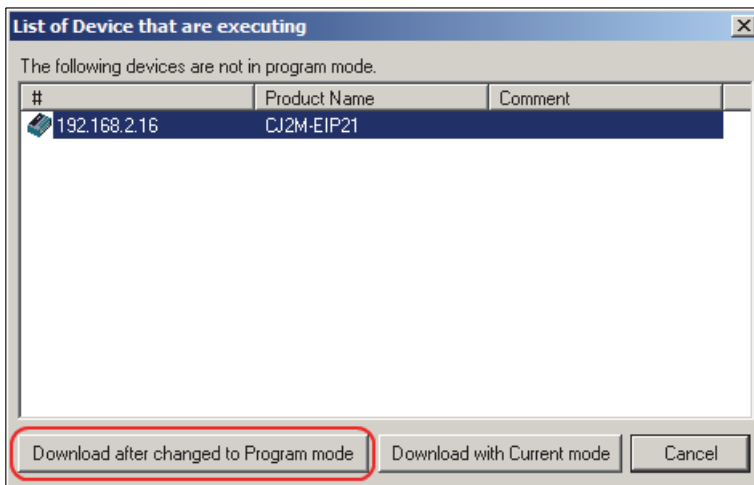 List of Device that are executing
The following devices are not in program mode.
# Product Name Comment
192.168.2.16 CJ2M-EIP21
Download after changed to Program mode Download with Current mode Cancel